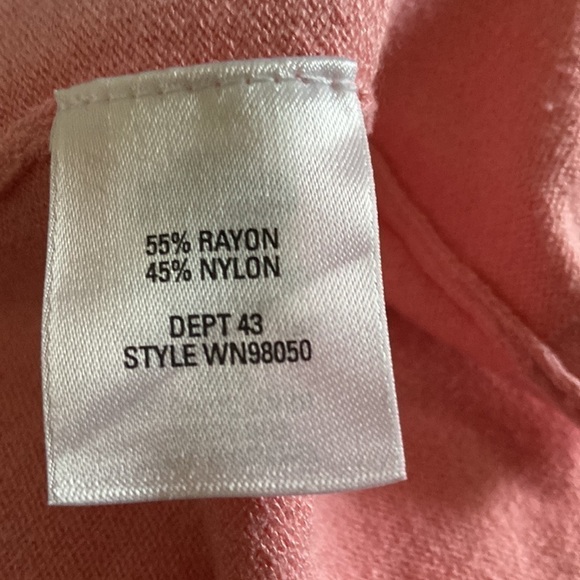 55% RAYON
45% NYLON
DEPT 43
STYLE WN98050